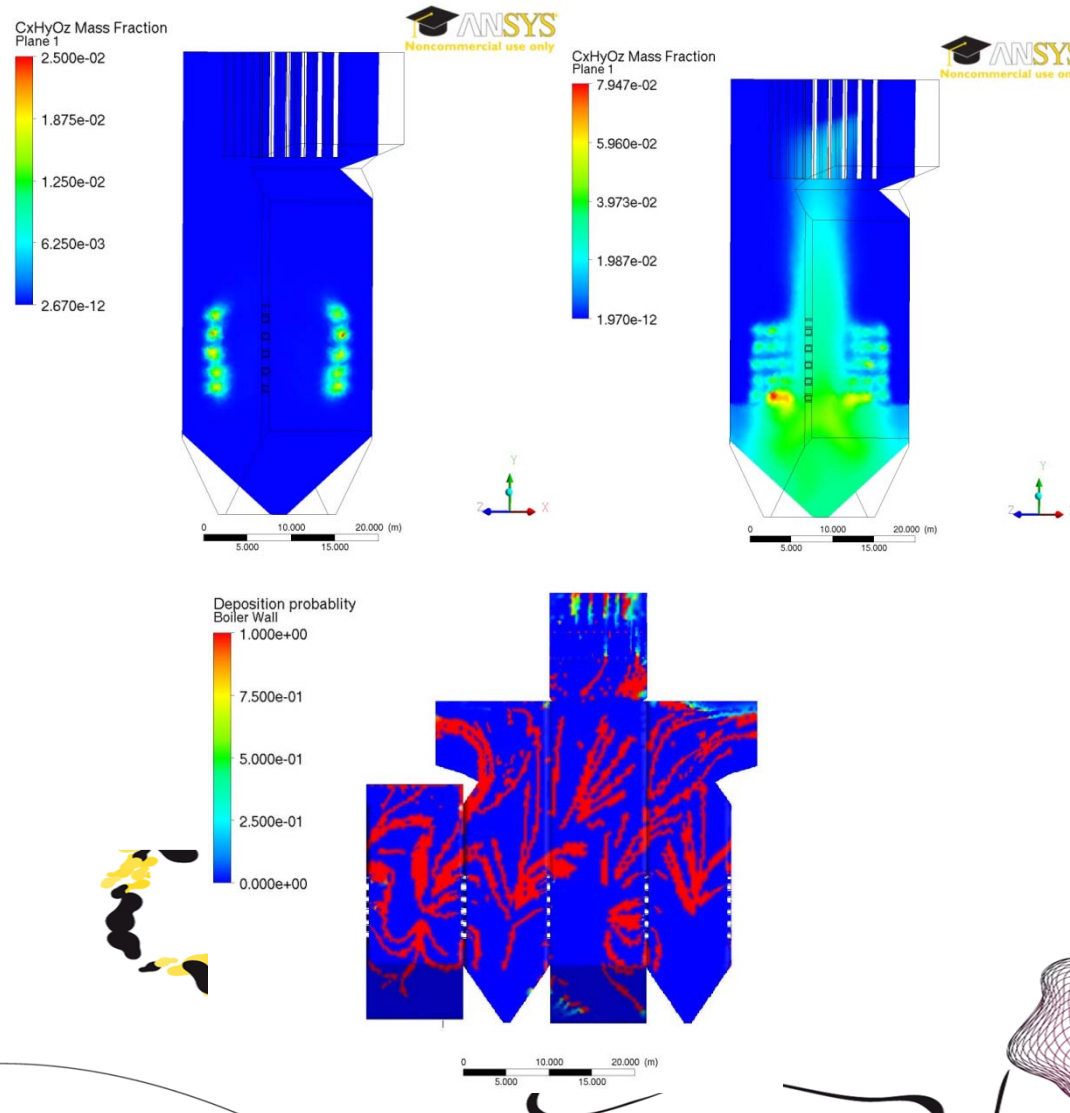 CxHyOz Mass Fraction
Plane 1
2.500e-02
1.875e-02
1.250e-02
6.250e-03
2.670e-12
ANSYS
Noncommercial use only
Y
Z
X
0 10.000 20.000 (m)
5.000 15.000
CxHyOz Mass Fraction
Plane 1
7.947e-02
5.960e-02
3.973e-02
1.987e-02
1.970e-12
ANSYS
Noncommercial use on
Y
Z
0 10.000 20.000 (m)
5.000 15.000
Deposition probablity
Boiler Wall
1.000e+00
7.500e-01
5.000e-01
2.500e-01
0.000e+00
0 10.000 20.000 (m)
5.000 15.000